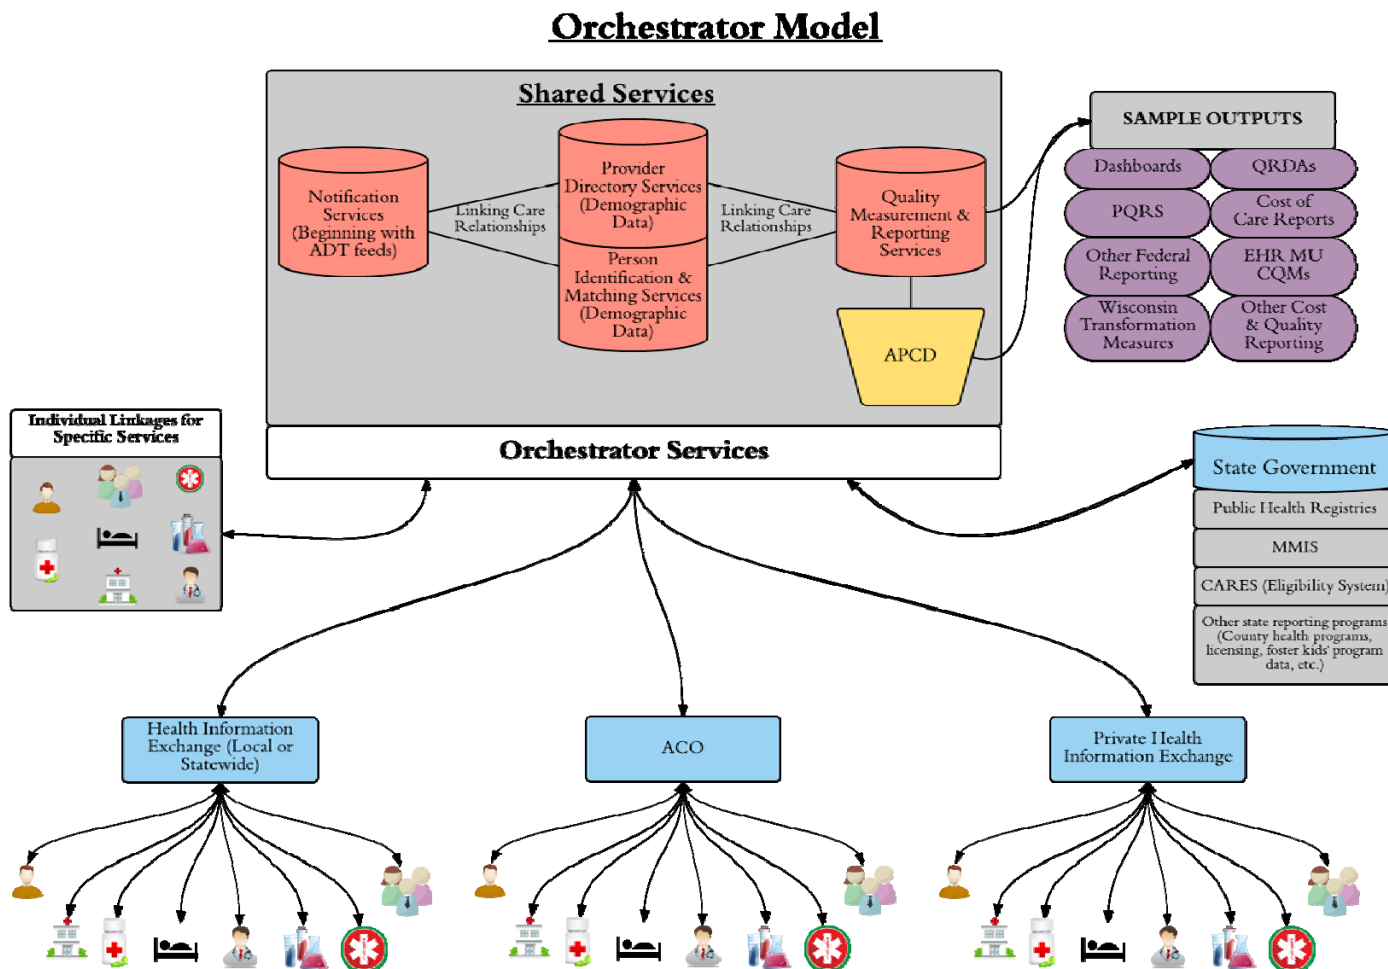 Orchestrator Model
Shared Services
Notification
Services
(Beginning with
ADT feeds)
Linking Care
Relationships
Provider
Directory Services
(Demographic
Data)
Person
Identification &
Matching Services
(Demographic
Data)
Linking Care
Relationships
Quality
Measurement &
Reporting
Services
APCD
Orchestrator Services
SAMPLE OUTPUTS
Dashboards
QRDAs
PQRS
Cost of
Care Reports
Other Federal
Reporting
EHR MU
CQMs
Wisconsin
Transformation
Measures
Other Cost
& Quality
Reporting
Individual Linkages for
Specific Services
State Government
Public Health Registries
MMIS
CARES (Eligibility System)
Other state reporting programs
(County health programs,
licensing, foster kids' program
data, etc.)
Health Information
Exchange (Local or
Statewide)
ACO
Private Health
Information Exchange